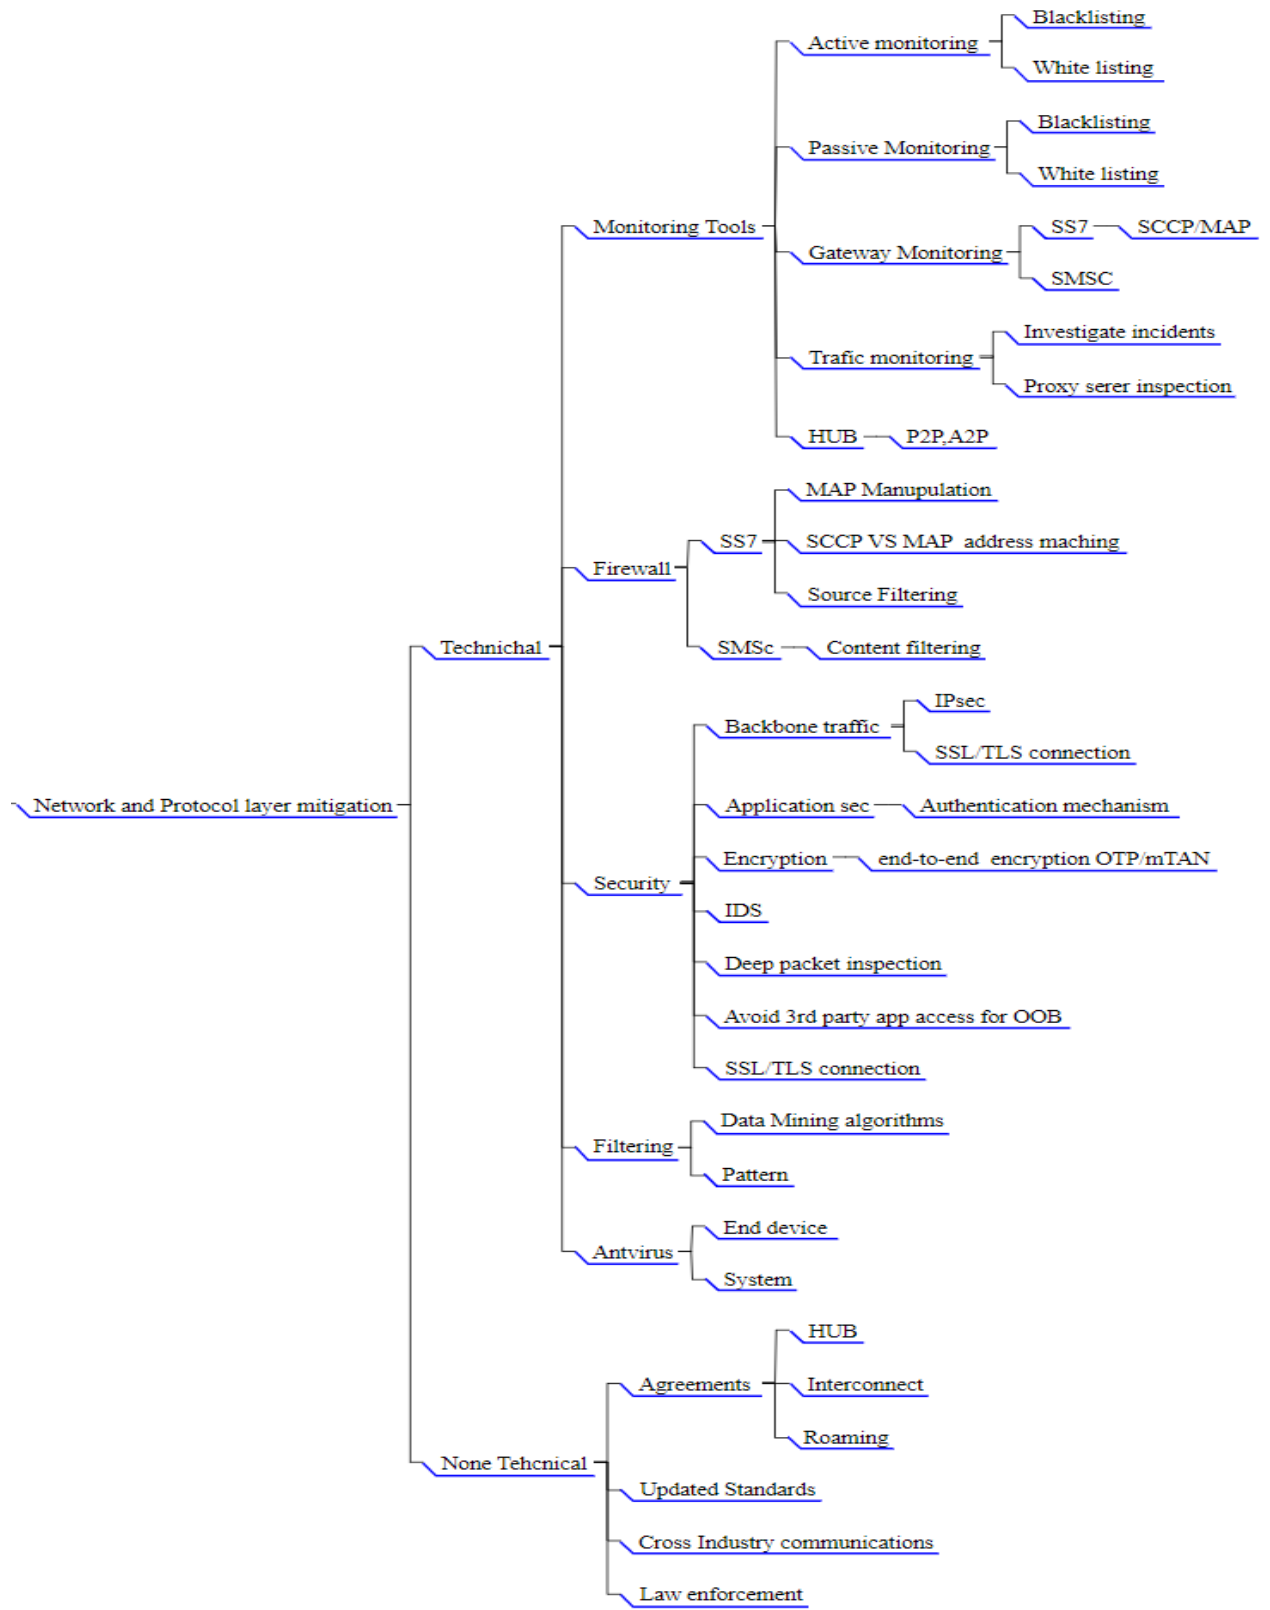 Blacklisting
Active monitoring
White listing
Blacklisting
Passive Monitoring
White listing
Monitoring Tools
SS7
SCCP/MAP
Gateway Monitoring
SMSC
Investigate incidents
Trafic monitoring
Proxy serer inspection
HUB
P2P,A2P
MAP Manupulation
SS7
SCCP VS MAP address maching
Firewall
Source Filtering
Technichal
SMSc
Content filtering
IPsec
Backbone traffic
SSL/TLS connection
Network and Protocol layer mitigation
Application sec
Authentication mechanism
Encryption
end-to-end encryption OTP/mTAN
Security
IDS
Deep packet inspection
Avoid 3rd party app access for OOB
SSL/TLS connection
Data Mining algorithms
Filtering
Pattern
End device
Antvirus
System
HUB
Agreements
Interconnect
Roaming
None Tehcnical
Updated Standards
Cross Industry communications
Law enforcement